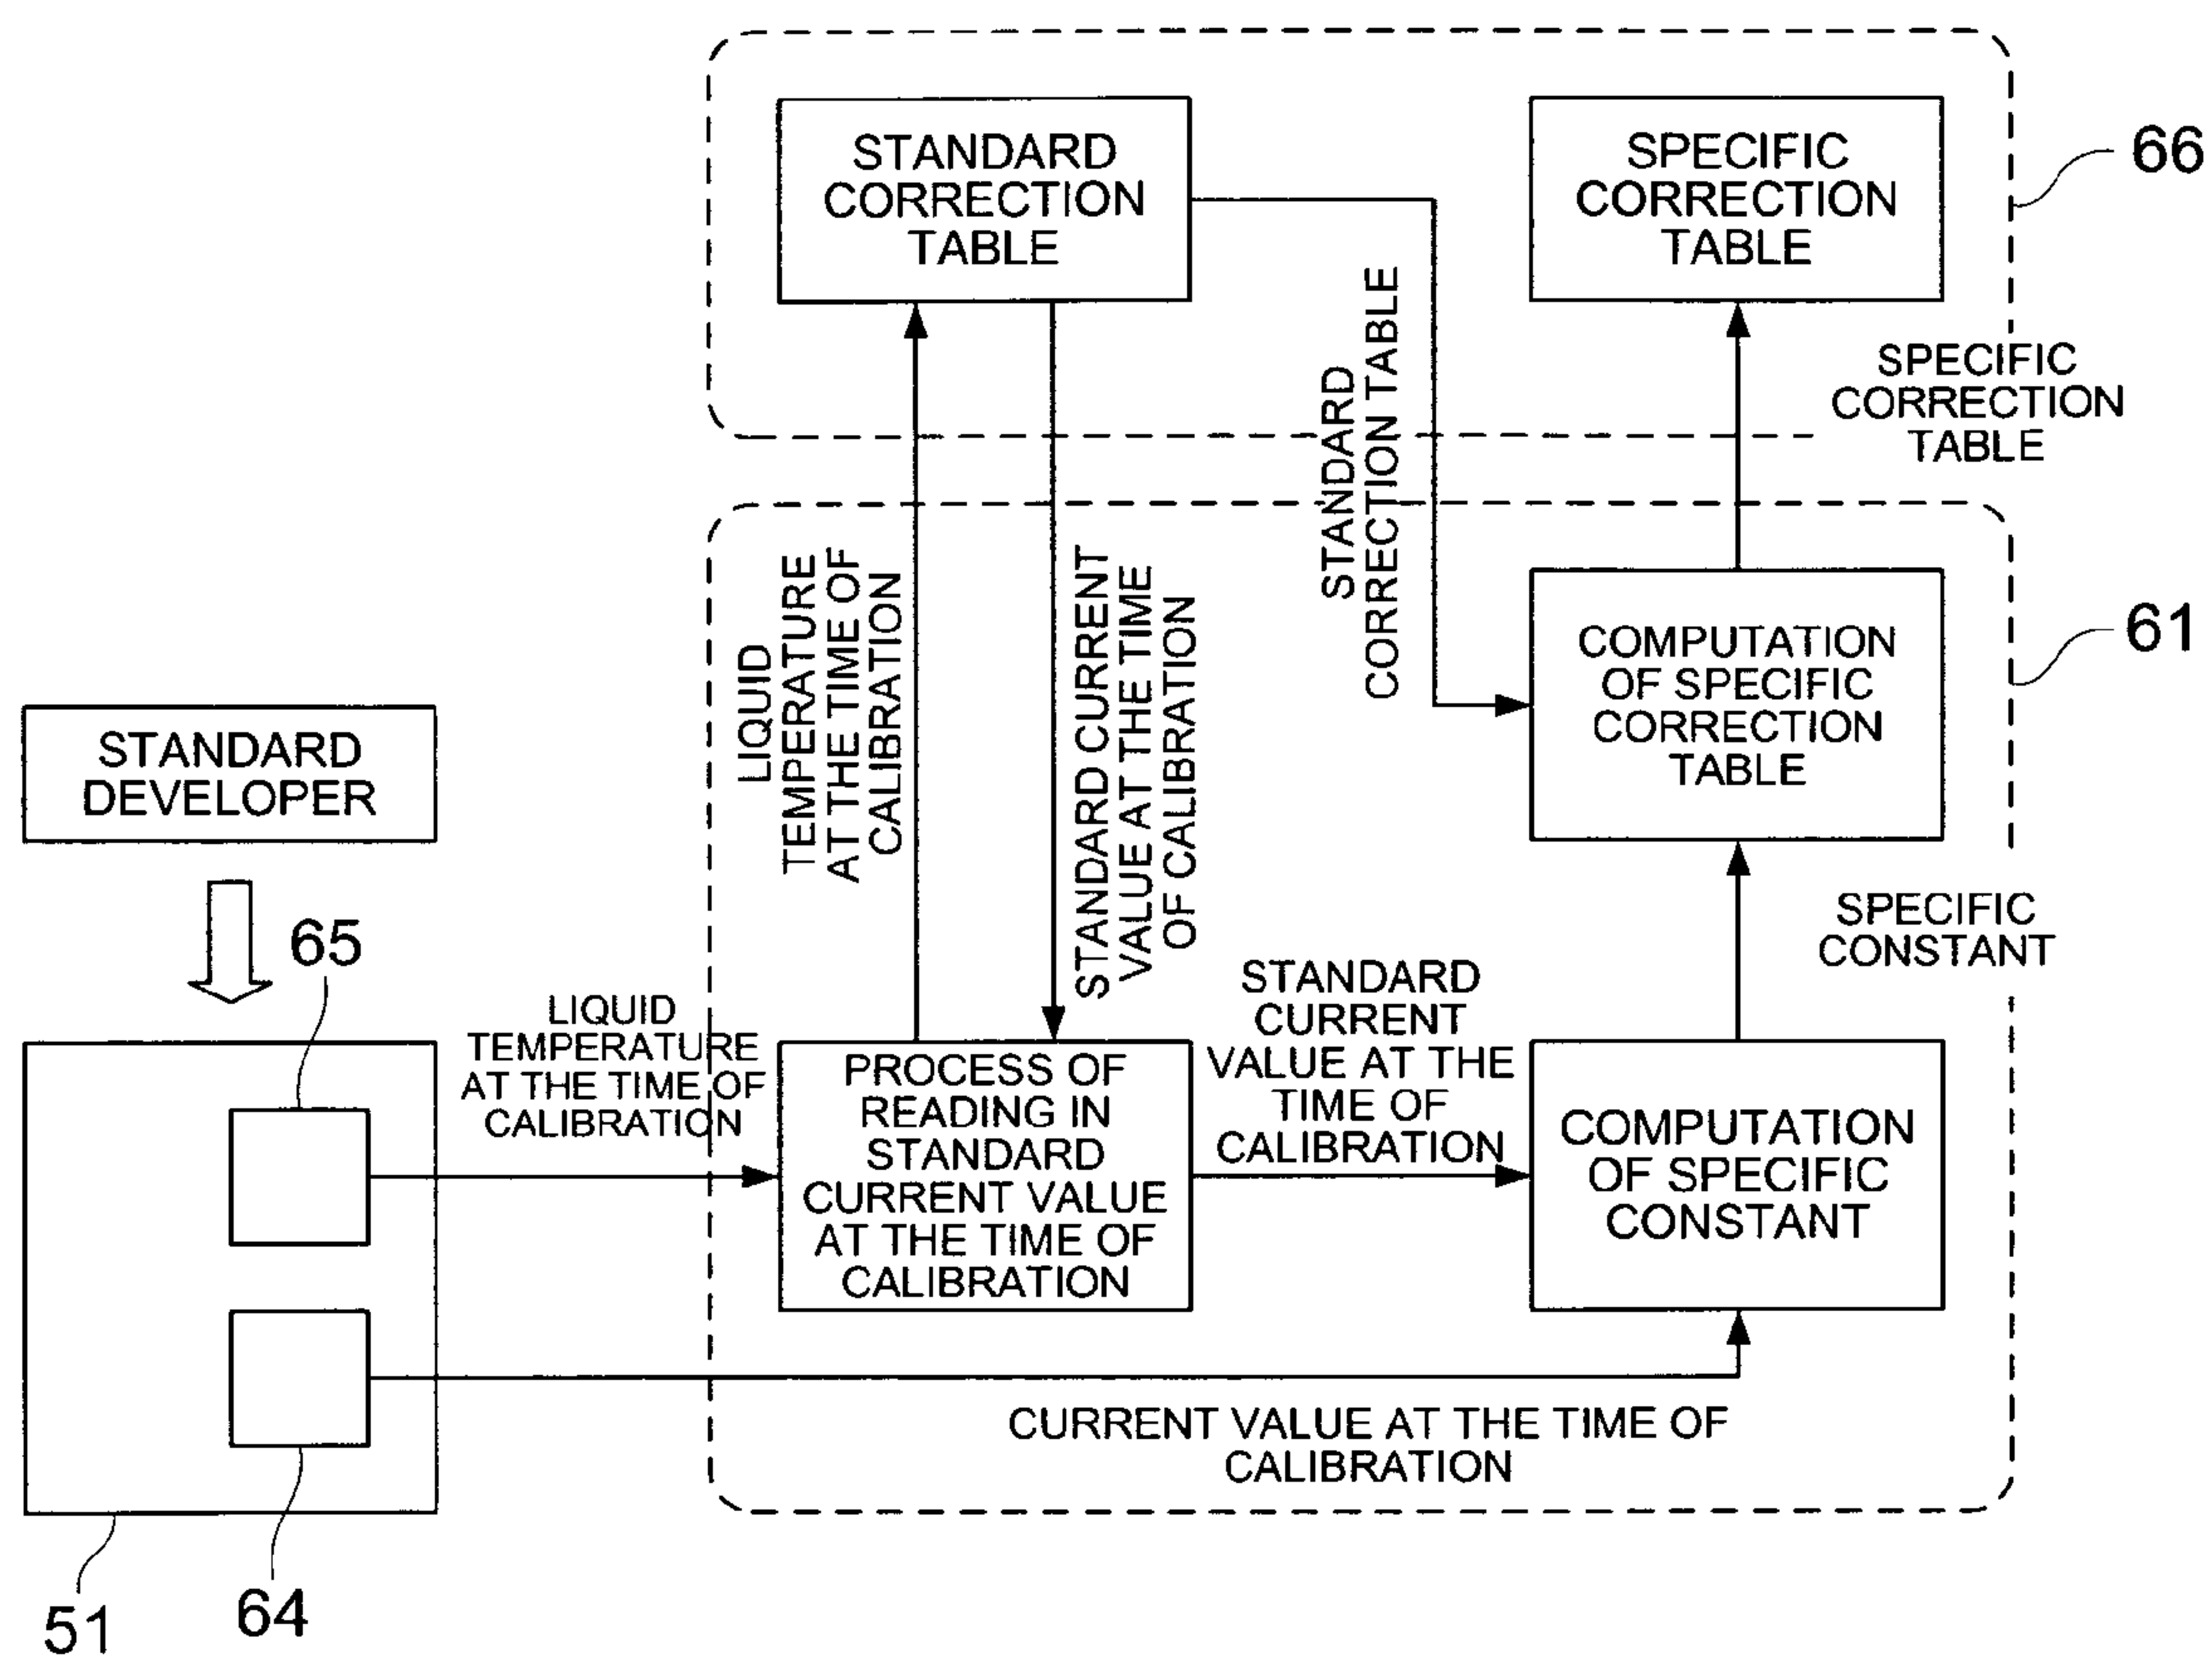 STANDARD
CORRECTION
TABLE
SPECIFIC
CORRECTION
TABLE
66
STANDARD
CORRECTION TABLE
SPECIFIC
CORRECTION
TABLE
LIQUID
TEMPERATURE
AT THE TIME OF
CALIBRATION
STANDARD CURRENT
VALUE AT THE TIME
OF CALIBRATION
COMPUTATION
OF SPECIFIC
CORRECTION
TABLE
61
STANDARD
DEVELOPER
SPECIFIC
CONSTANT
65
LIQUID
TEMPERATURE
AT THE TIME OF
CALIBRATION
PROCESS OF
READING IN
STANDARD
CURRENT VALUE
AT THE TIME OF
CALIBRATION
STANDARD
CURRENT
VALUE AT THE
TIME OF
CALIBRATION
COMPUTATION
OF SPECIFIC
CONSTANT
CURRENT VALUE AT THE TIME OF
CALIBRATION
51
64